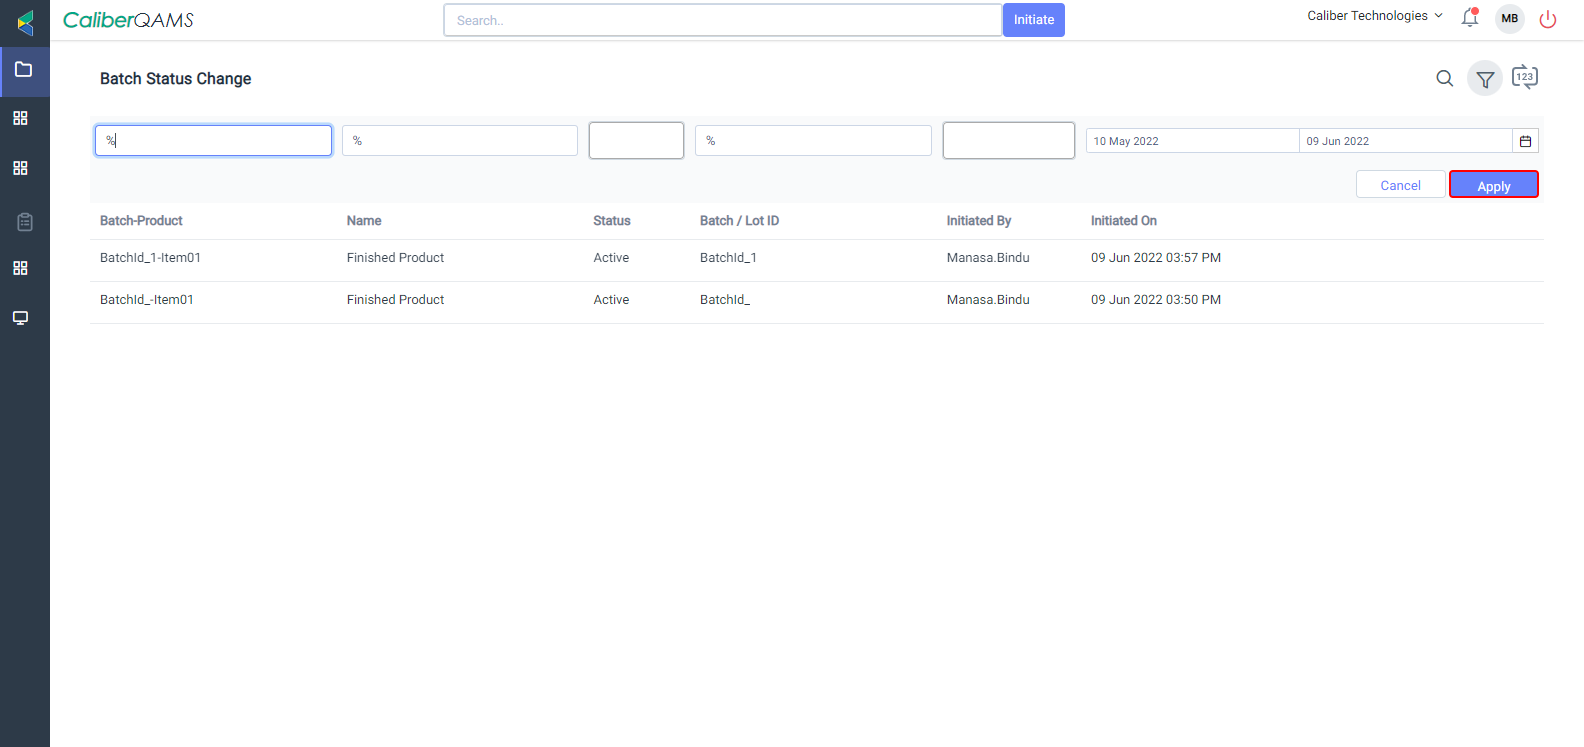 CaliberQAMS
Search..
Initiate
Caliber Technologies
MB
Batch Status Change
123
% % % 10 May 2022 09 Jun 2022
Cancel Apply
Batch-Product Name Status Batch / Lot ID Initiated By Initiated On
BatchId_1-Item01 Finished Product Active BatchId_1 Manasa.Bindu 09 Jun 2022 03:57 PM
BatchId_-Item01 Finished Product Active BatchId_ Manasa.Bindu 09 Jun 2022 03:50 PM